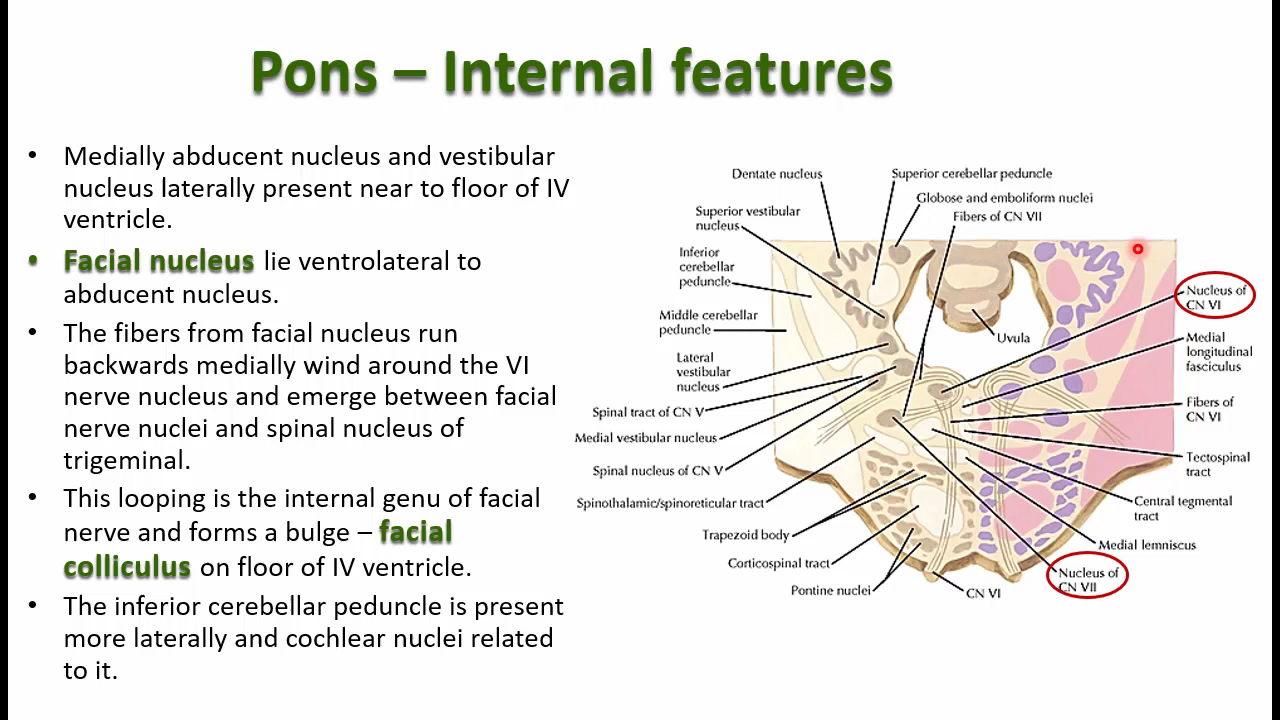 Pons – Internal features
• Medially abducent nucleus and vestibular
nucleus laterally present near to floor of IV
ventricle.
• Facial nucleus lie ventrolateral to
abducent nucleus.
• The fibers from facial nucleus run
backwards medially wind around the VI
nerve nucleus and emerge between facial
nerve nuclei and spinal nucleus of
trigeminal.
• This looping is the internal genu of facial
nerve and forms a bulge – facial
colliculus on floor of IV ventricle.
• The inferior cerebellar peduncle is present
more laterally and cochlear nuclei related
to it.
Dentate nucleus
Superior cerebellar peduncle
Globose and emboliform nuclei
Fibers of CN VII
Superior vestibular
nucleus
Inferior
cerebellar
peduncle
Middle cerebellar
peduncle
Lateral
vestibular
nucleus
Spinal tract of CN V
Medial vestibular nucleus
Spinal nucleus of CN V
Spinothalamic/spinoreticular tract
Trapezoid body
Corticospinal tract
Pontine nuclei
Uvula
Nucleus of
CN VI
Medial
longitudinal
fasciculus
Fibers of
CN VI
Tectospinal
tract
Central tegmental
tract
Medial lemniscus
Nucleus of
CN VII
CN VI